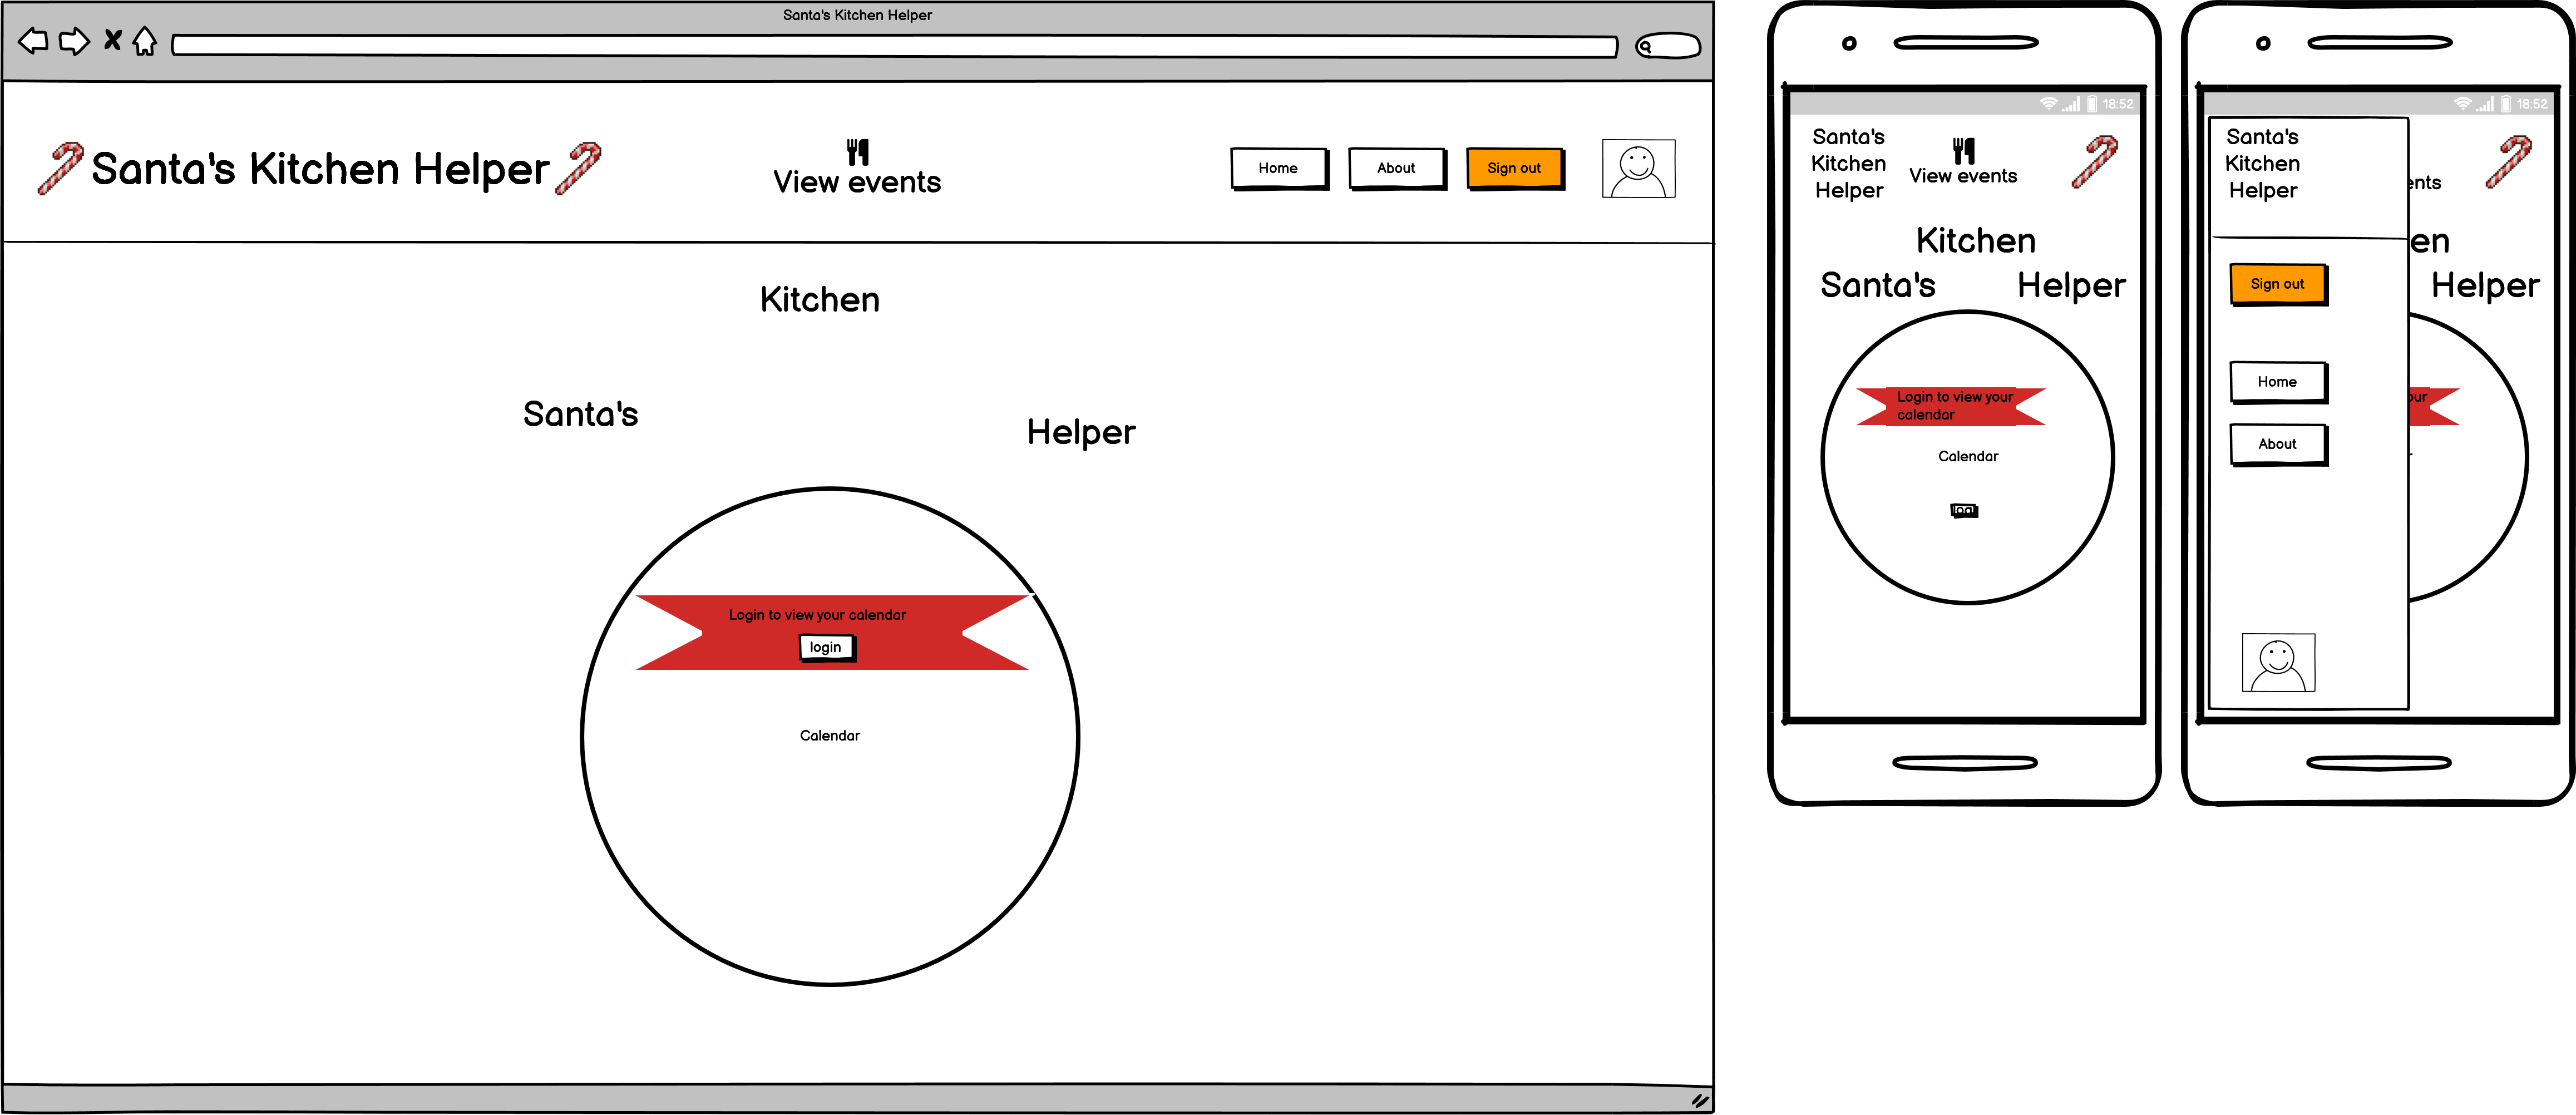 Santa's Kitchen Helper
Santa's Kitchen Helper
View events
Home
About
Sign out
Kitchen
Santa's
Helper
Login to view your calendar
login
Calendar
18:52
Santa's
Kitchen
Helper
View events
Kitchen
Santa's
Helper
Login to view your
calendar
Calendar
18:52
Santa's
Kitchen
Helper
ents
en
Helper
Sign out
Home
About